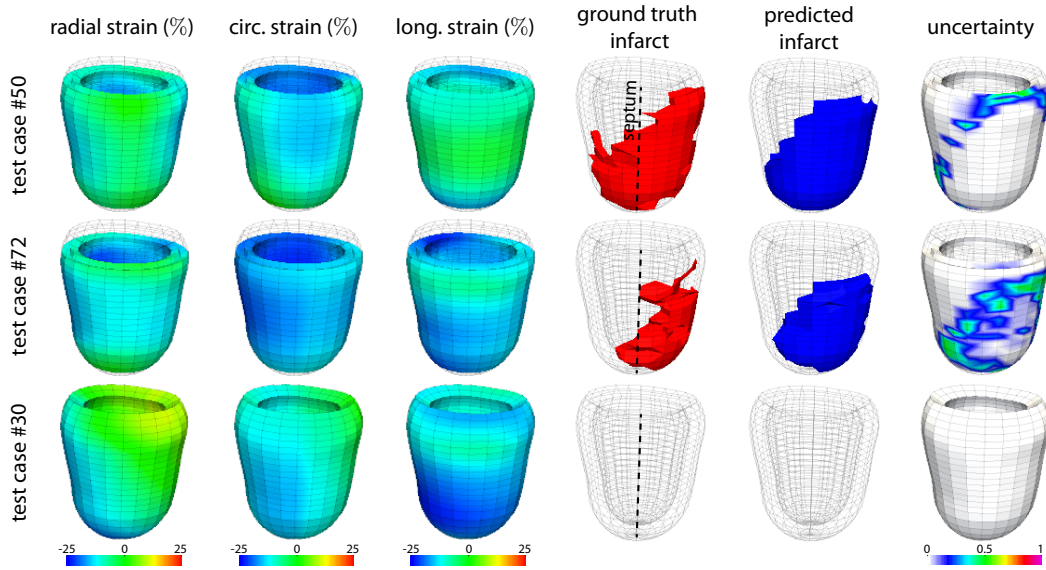 radial strain (%)
circ. strain (%)
long. strain (%)
ground truth
infarct
predicted
infarct
uncertainty
test case #50
septum
test case #72
test case #30
-25 0 25
-25 0 25
-25 0 25
0 0.5 1